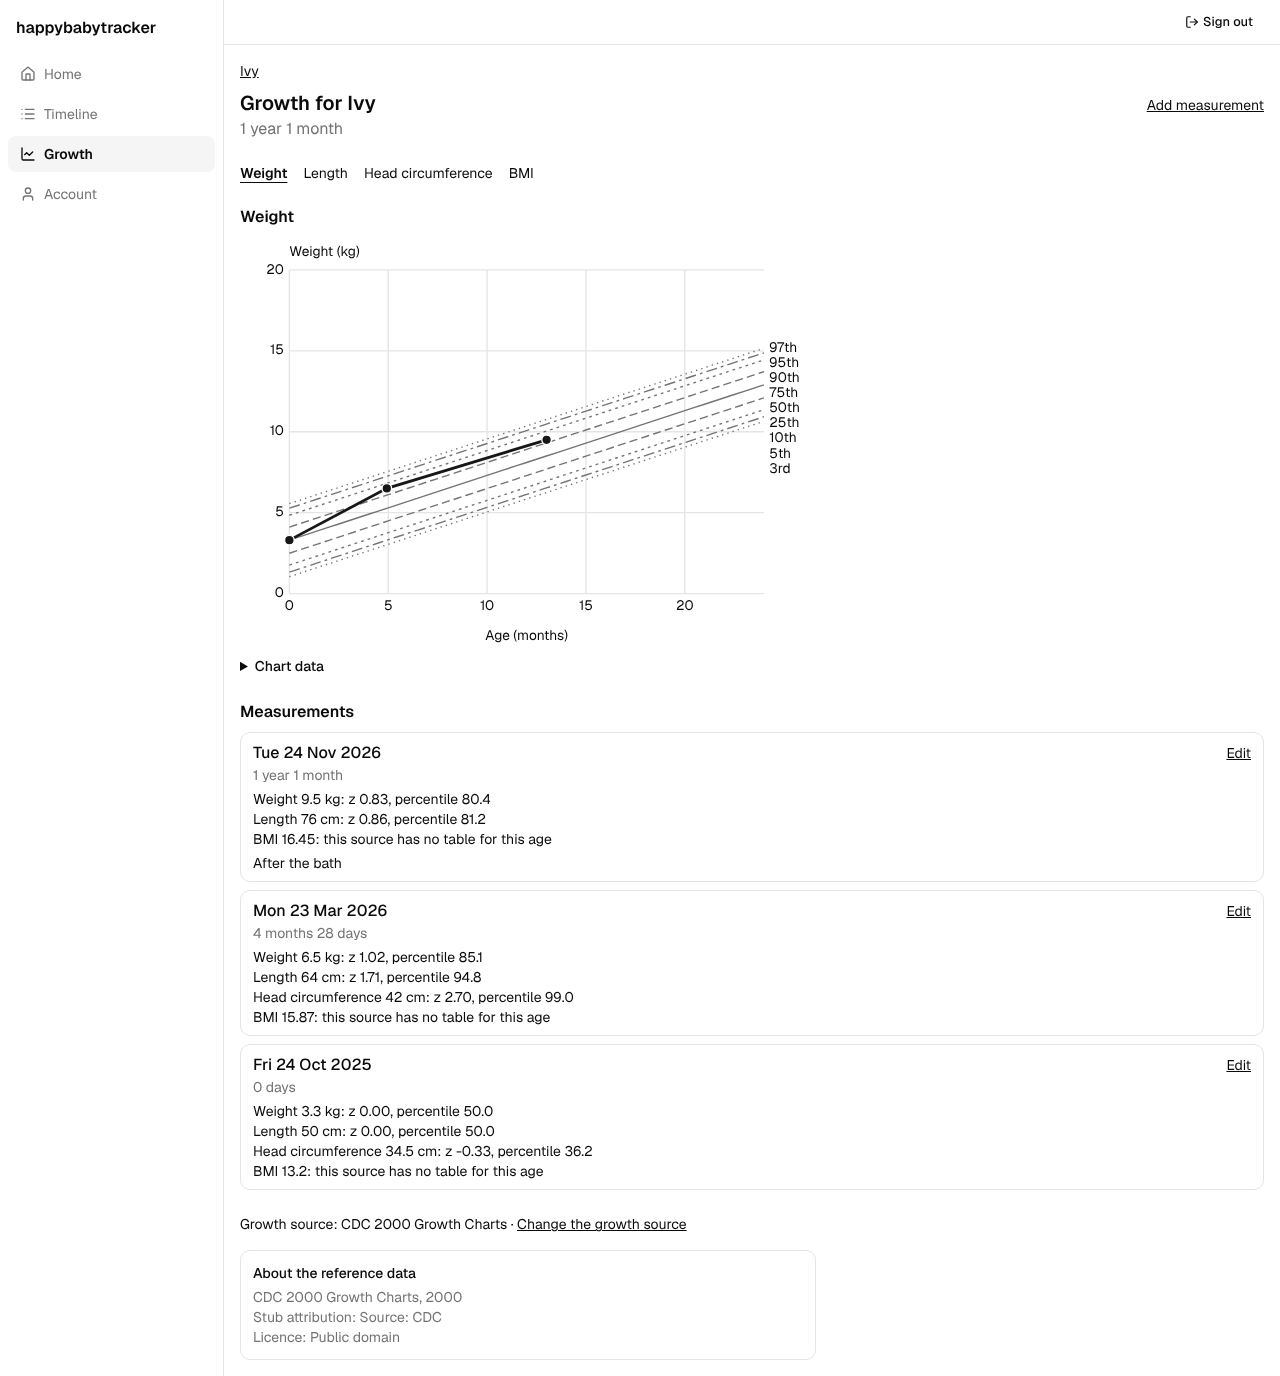 happybabytracker
Sign out
Home
Timeline
Growth
Account
Ivy
Growth for Ivy
Add measurement
1 year 1 month
Weight Length Head circumference BMI
Weight
Weight (kg)
20
15
10
5
0
0 5 10 15 20
97th
95th
90th
75th
50th
25th
10th
5th
3rd
Age (months)
Chart data
Measurements
Tue 24 Nov 2026
Edit
1 year 1 month
Weight 9.5 kg: z 0.83, percentile 80.4
Length 76 cm: z 0.86, percentile 81.2
BMI 16.45: this source has no table for this age
After the bath
Mon 23 Mar 2026
Edit
4 months 28 days
Weight 6.5 kg: z 1.02, percentile 85.1
Length 64 cm: z 1.71, percentile 94.8
Head circumference 42 cm: z 2.70, percentile 99.0
BMI 15.87: this source has no table for this age
Fri 24 Oct 2025
Edit
0 days
Weight 3.3 kg: z 0.00, percentile 50.0
Length 50 cm: z 0.00, percentile 50.0
Head circumference 34.5 cm: z -0.33, percentile 36.2
BMI 13.2: this source has no table for this age
Growth source: CDC 2000 Growth Charts · Change the growth source
About the reference data
CDC 2000 Growth Charts, 2000
Stub attribution: Source: CDC
Licence: Public domain